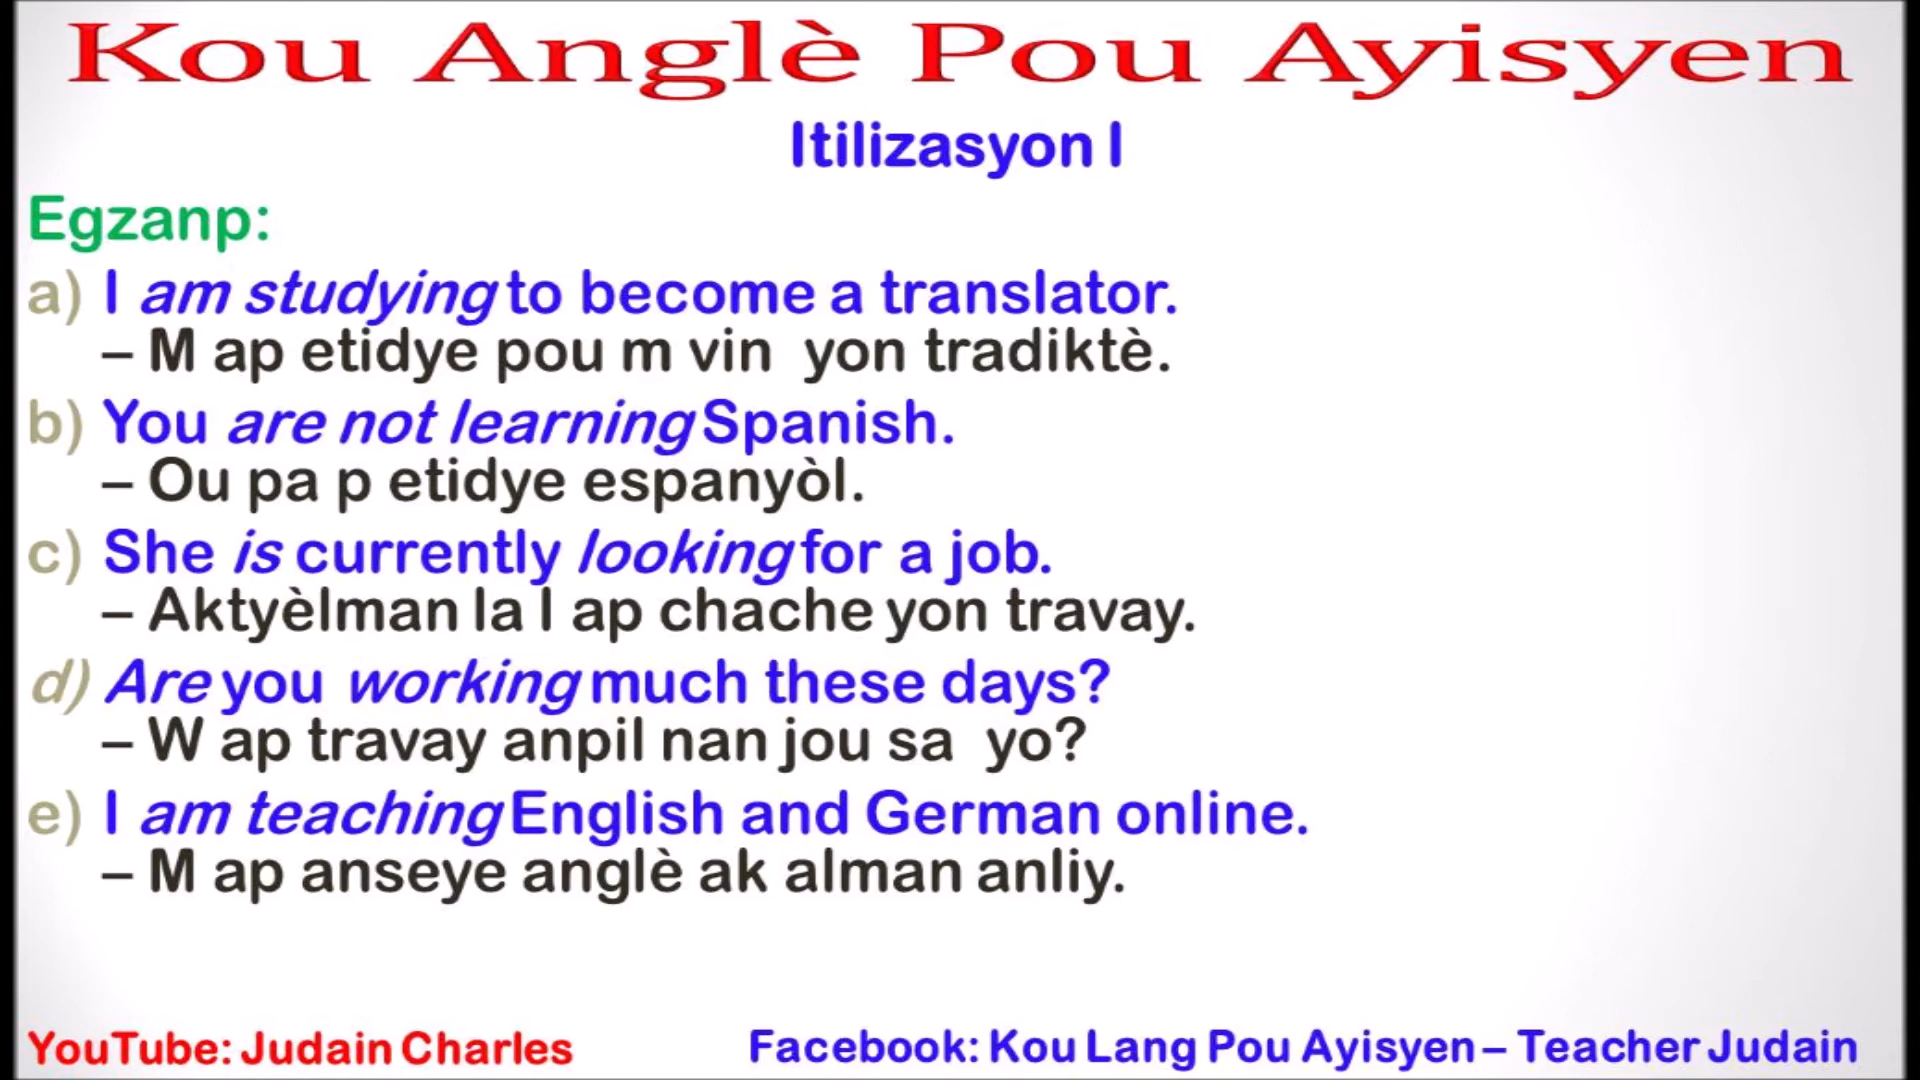 Kou Anglè Pou Ayisyen
Itilizasyon I
Egzanp:
a) I am studying to become a translator.
– M ap etidye pou m vin yon tradiktè.
b) You are not learning Spanish.
– Ou pa p etidye espanyòl.
c) She is currently looking for a job.
– Aktyèlman la l ap chache yon travay.
d) Are you working much these days?
– W ap travay anpil nan jou sa yo?
e) I am teaching English and German online.
– M ap anseye anglè ak alman anliy.
YouTube: Judain Charles
Facebook: Kou Lang Pou Ayisyen – Teacher Judain